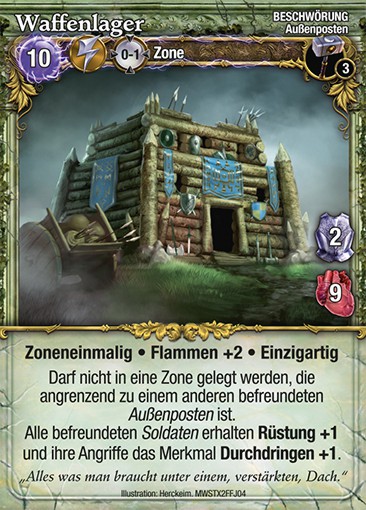 Waffenlager
BESCHWÖRUNG
Außenposten
10
0-1 Zone
3
2
9
Zoneneinmalig • Flammen +2 • Einzigartig
Darf nicht in eine Zone gelegt werden, die
angrenzend zu einem anderen befreundeten
Außenposten ist.
Alle befreundeten Soldaten erhalten Rüstung +1
und ihre Angriffe das Merkmal Durchdringen +1.
„Alles was man braucht unter einem, verstärkten, Dach.“
Illustration: Herckeim. MWSTX2FFJ04